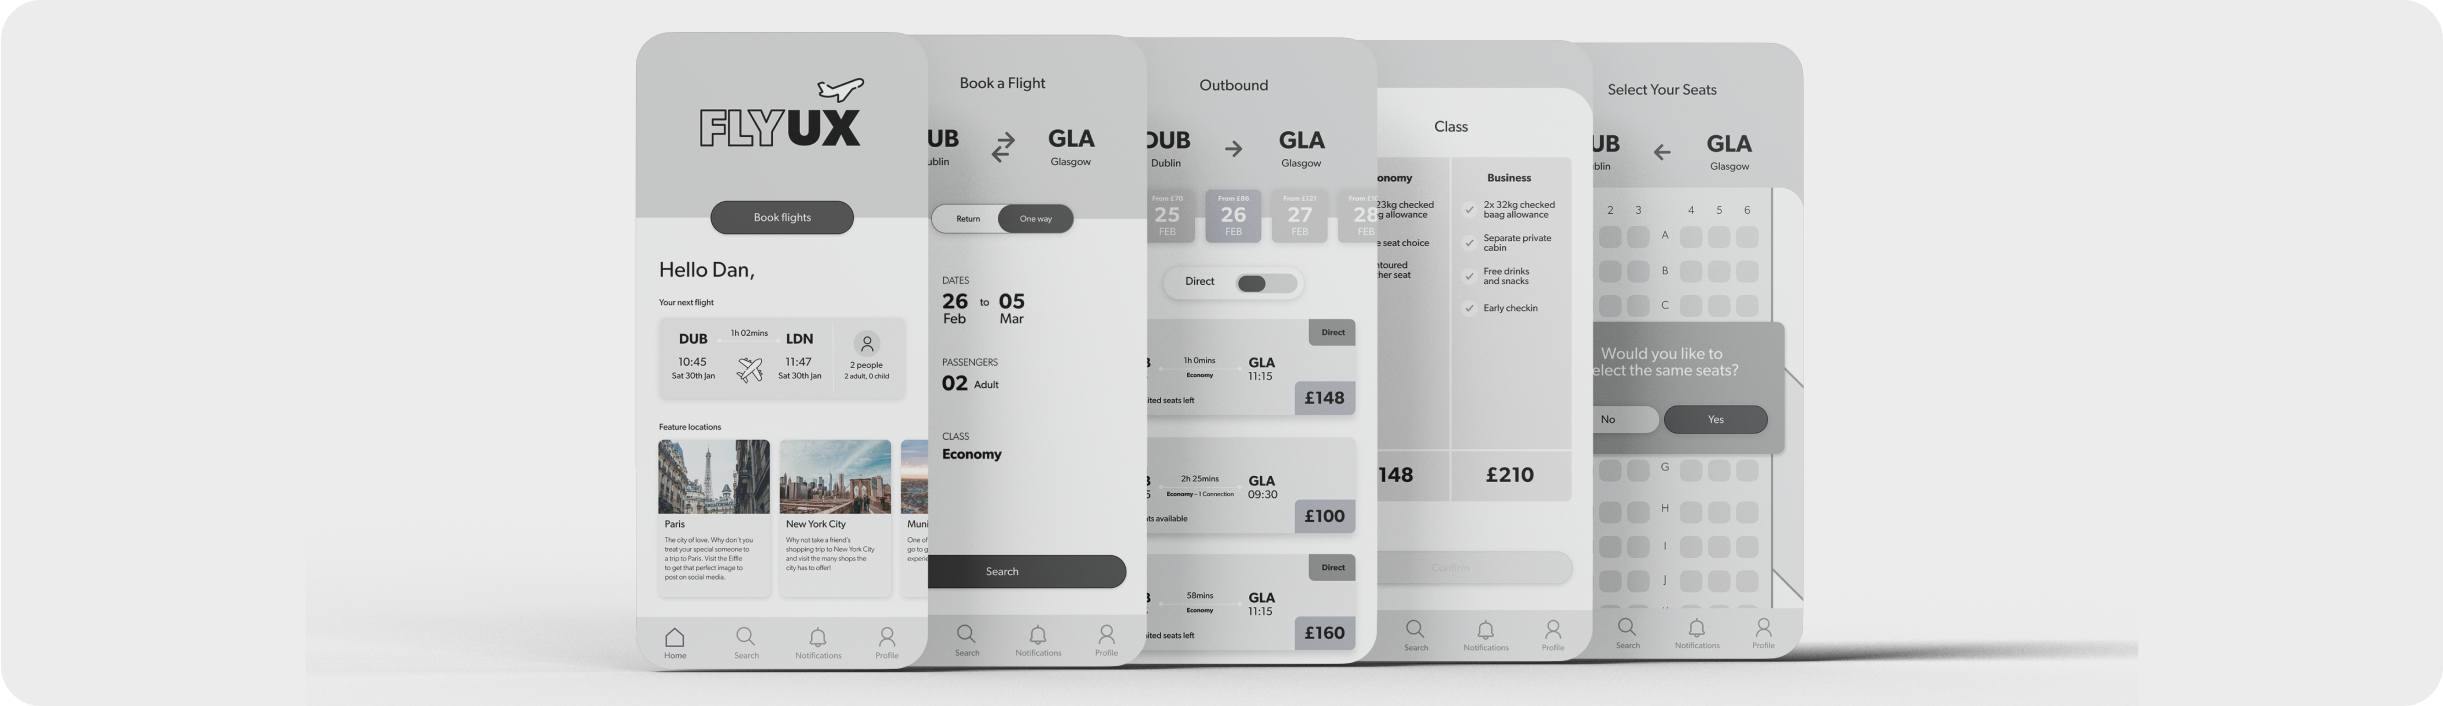 FLYUX
Book flights
Hello Dan,
Your next flight
DUB
1h 02mins
LDN
10:45
11:47
Sat 30th Jan
Sat 30th Jan
2 people
2 adult, 0 child
Feature locations
Paris
The city of love. Why don't you
treat your special someone to
a trip to Paris. Visit the Eiffle
to get that perfect image to
post on social media.
New York City
Why not take a friend's
shopping trip to New York City
and visit the many shops the
city has to offer!
Muni
One of
go to g
experie
Home
Search
Notifications
Profile
Book a Flight
UB
GLA
ublin
Glasgow
Return
One way
DATES
26 to 05
Feb
Mar
PASSENGERS
02 Adult
CLASS
Economy
Search
Search
Notifications
Profile
Outbound
DUB
GLA
Dublin
Glasgow
From £70
25
FEB
From £86
26
FEB
From £121
27
FEB
28
FEB
Direct
Direct
1h 0mins
GLA
Economy
11:15
ited seats left
£148
2h 25mins
GLA
Economy - 1 Connection
09:30
ts available
£100
Direct
58mins
GLA
Economy
11:15
ited seats left
£160
Class
onomy
23kg checked
g allowance
e seat choice
ntoured
her seat
148
Business
2x 32kg checked
baag allowance
Separate private
cabin
Free drinks
and snacks
Early checkin
£210
Confirm
Search
Notifications
Profile
Select Your Seats
UB
GLA
blin
Glasgow
2 3 4 5 6
A
B
C
Would you like to
elect the same seats?
No
Yes
G
H
I
J
Search
Notifications
Profile